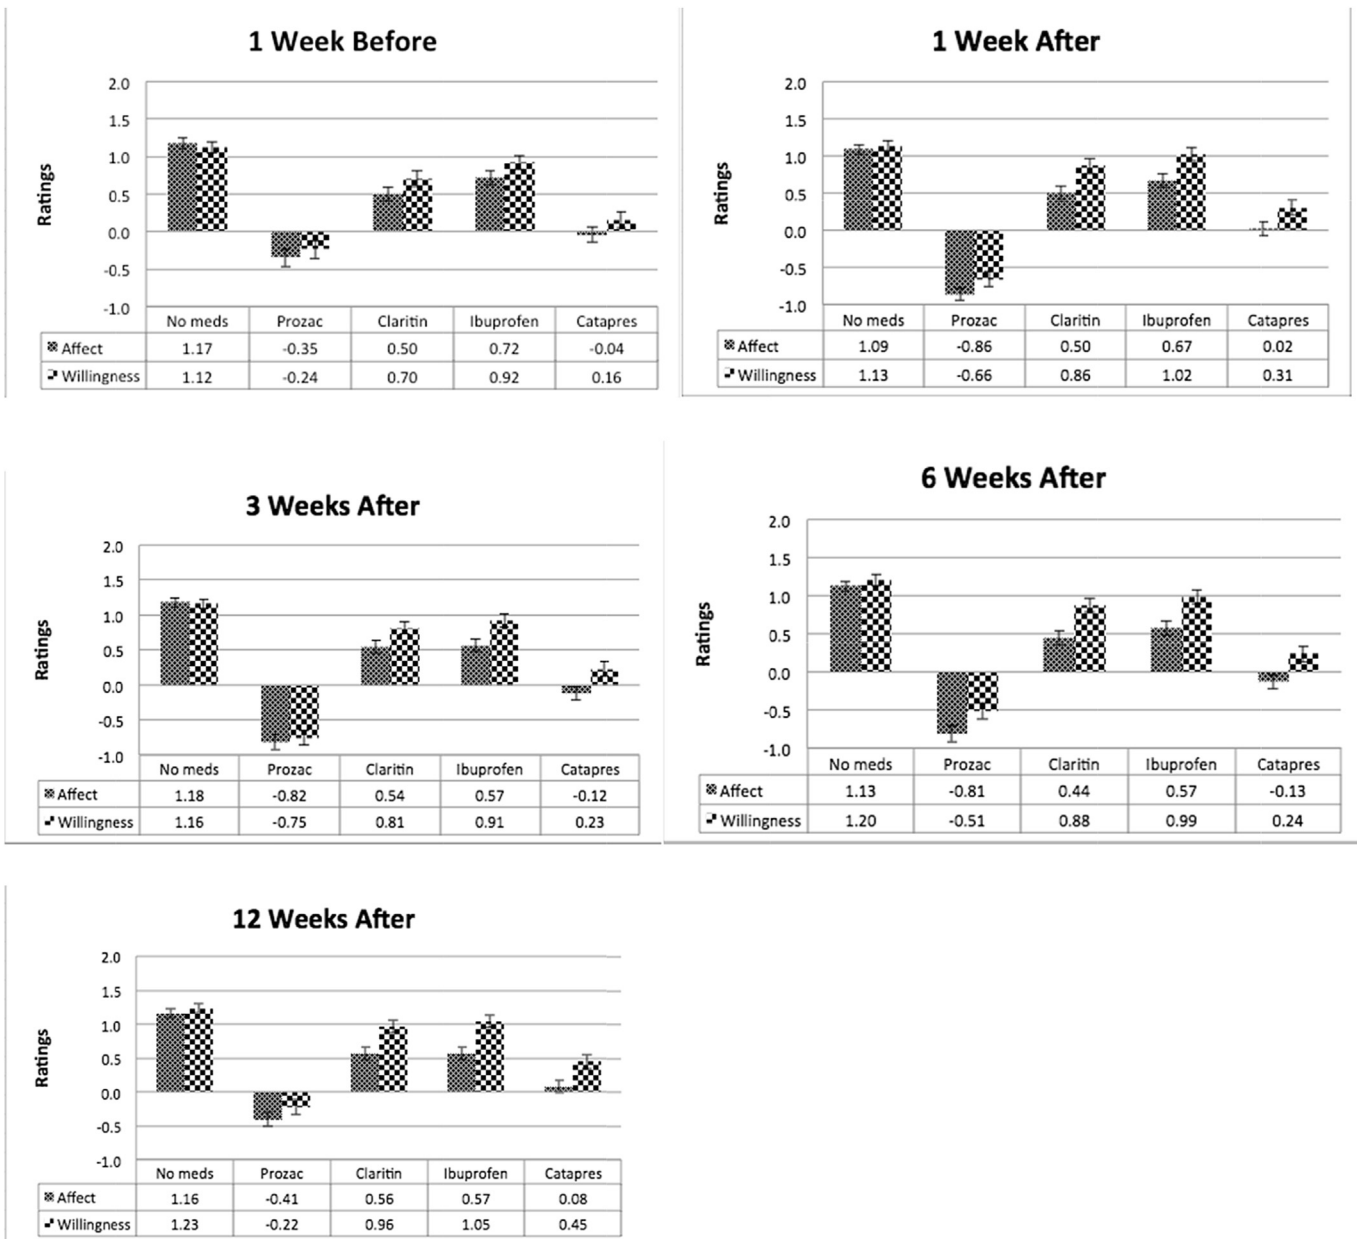 1 Week Before
Ratings
2.0
1.5
1.0
0.5
0.0
-0.5
-1.0
No meds Prozac Claritin Ibuprofen Catapres
Affect 1.17 -0.35 0.50 0.72 -0.04
Willingness 1.12 -0.24 0.70 0.92 0.16
1 Week After
Ratings
2.0
1.5
1.0
0.5
0.0
-0.5
-1.0
No meds Prozac Claritin Ibuprofen Catapres
Affect 1.09 -0.86 0.50 0.67 0.02
Willingness 1.13 -0.66 0.86 1.02 0.31
3 Weeks After
Ratings
2.0
1.5
1.0
0.5
0.0
-0.5
-1.0
No meds Prozac Claritin Ibuprofen Catapres
Affect 1.18 -0.82 0.54 0.57 -0.12
Willingness 1.16 -0.75 0.81 0.91 0.23
6 Weeks After
Ratings
2.0
1.5
1.0
0.5
0.0
-0.5
-1.0
No meds Prozac Claritin Ibuprofen Catapres
Affect 1.13 -0.81 0.44 0.57 -0.13
Willingness 1.20 -0.51 0.88 0.99 0.24
12 Weeks After
Ratings
2.0
1.5
1.0
0.5
0.0
-0.5
-1.0
No meds Prozac Claritin Ibuprofen Catapres
Affect 1.16 -0.41 0.56 0.57 0.08
Willingness 1.23 -0.22 0.96 1.05 0.45